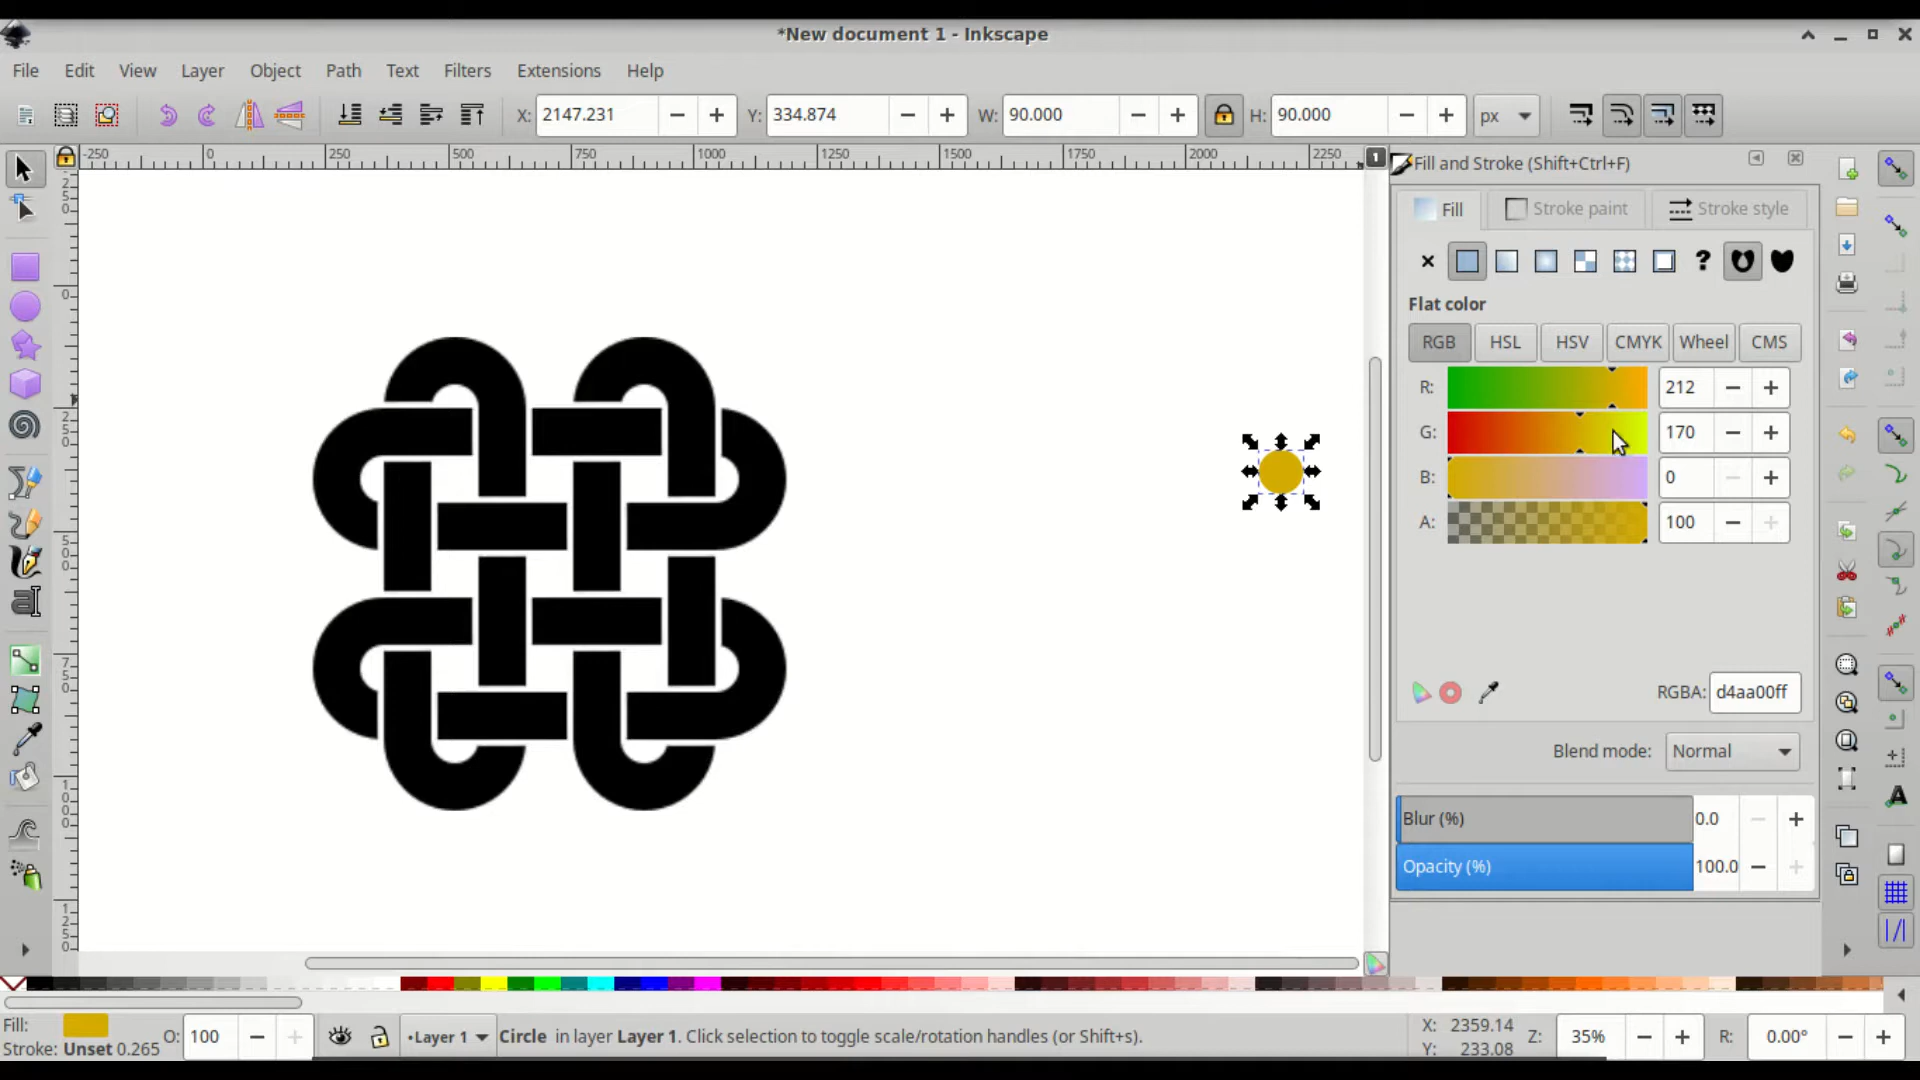 *New document 1 - Inkscape
File Edit View Layer Object Path Text Filters Extensions Help
X: 2147.231 Y: 334.874 W: 90.000 H: 90.000 px
-250 0 250 500 750 1000 1250 1500 1750 2000 2250
1
Fill and Stroke (Shift+Ctrl+F)
Fill Stroke paint Stroke style
?
Flat color
RGB HSL HSV CMYK Wheel CMS
R: 212
G: 170
B: 0
A: 100
RGBA: d4aa00ff
Blend mode: Normal
Blur (%) 0.0
Opacity (%) 100.0
Fill:
Stroke: Unset 0.265
O: 100
•Layer 1
Circle in layer Layer 1. Click selection to toggle scale/rotation handles (or Shift+s).
X: 2359.14
Y: 233.08
Z: 35%
R: 0.00°